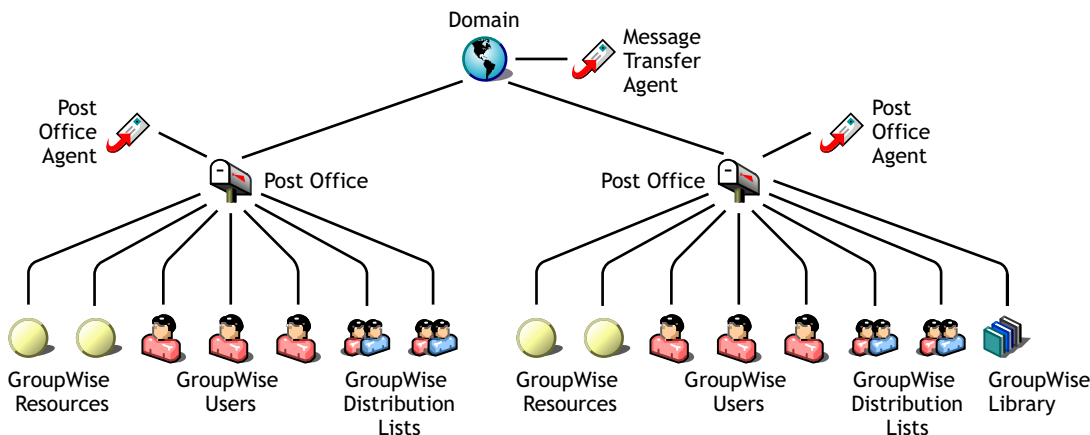 Domain
Message
Transfer
Agent
Post
Office
Agent
Post
Office
Agent
Post Office
Post Office
GroupWise
Resources
GroupWise
Users
GroupWise
Distribution
Lists
GroupWise
Resources
GroupWise
Users
GroupWise
Distribution
Lists
GroupWise
Library